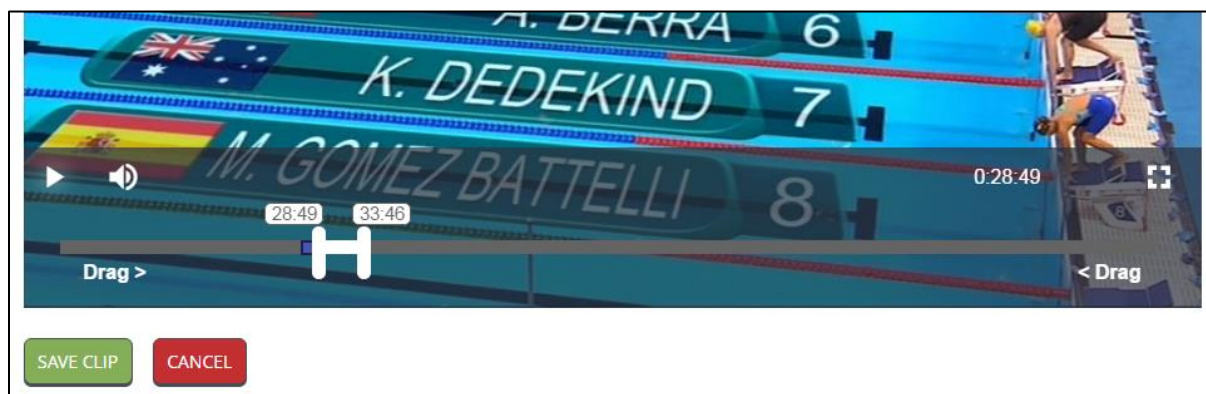 A. BERRA 6
K. DEDEKIND 7
M. GOMEZ BATTELLI 8
0:28:49
28:49 33:46
Drag > < Drag
SAVE CLIP CANCEL